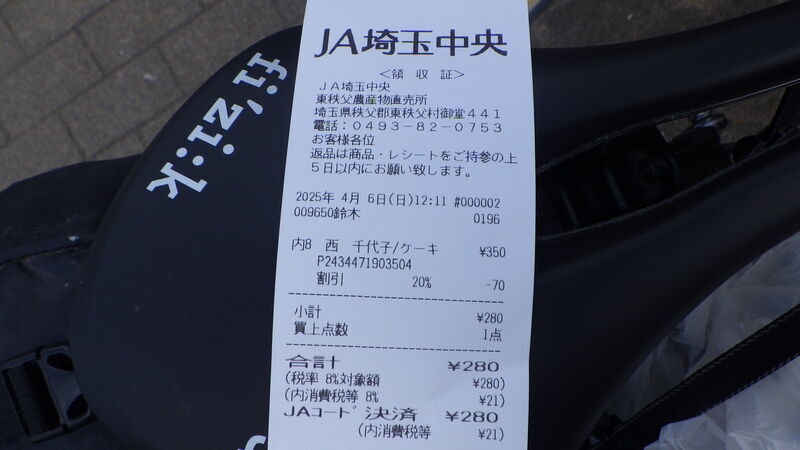 fi'zi:k
JA埼玉中央
<領収証>
JA埼玉中央
東秩父農産物直売所
埼玉県秩父郡東秩父村御堂441
電話:0493-82-0753
お客様各位
返品は商品・レシートをご持参の上
5日以内にお願い致します。
2025年 4月 6日(日)12:11 #000002
009650鈴木 0196
内8 西 千代子/ケーキ ¥350
P2434471903504
割引 20% -70
小計 ¥280
買上点数 1点
合計 ¥280
(税率 8%対象額 ¥280)
(内消費税等 8% ¥21)
JAコード決済 ¥280
(内消費税等 ¥21)